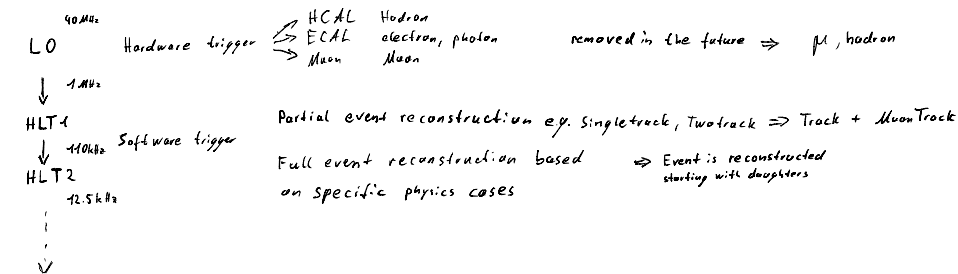 40MHz
L0 Hardware trigger
HCAL Hadron
ECAL electron, photon
Muon Muon
removed in the future ⇒ μ, hadron
1MHz
HLT1
Partial event reconstruction e.g. Singletrack, Twotrack ⇒ Track + MuonTrack
110kHz Software trigger
HLT2
Full event reconstruction based
on specific physics cases
⇒ Event is reconstructed
starting with daughters
12.5kHz